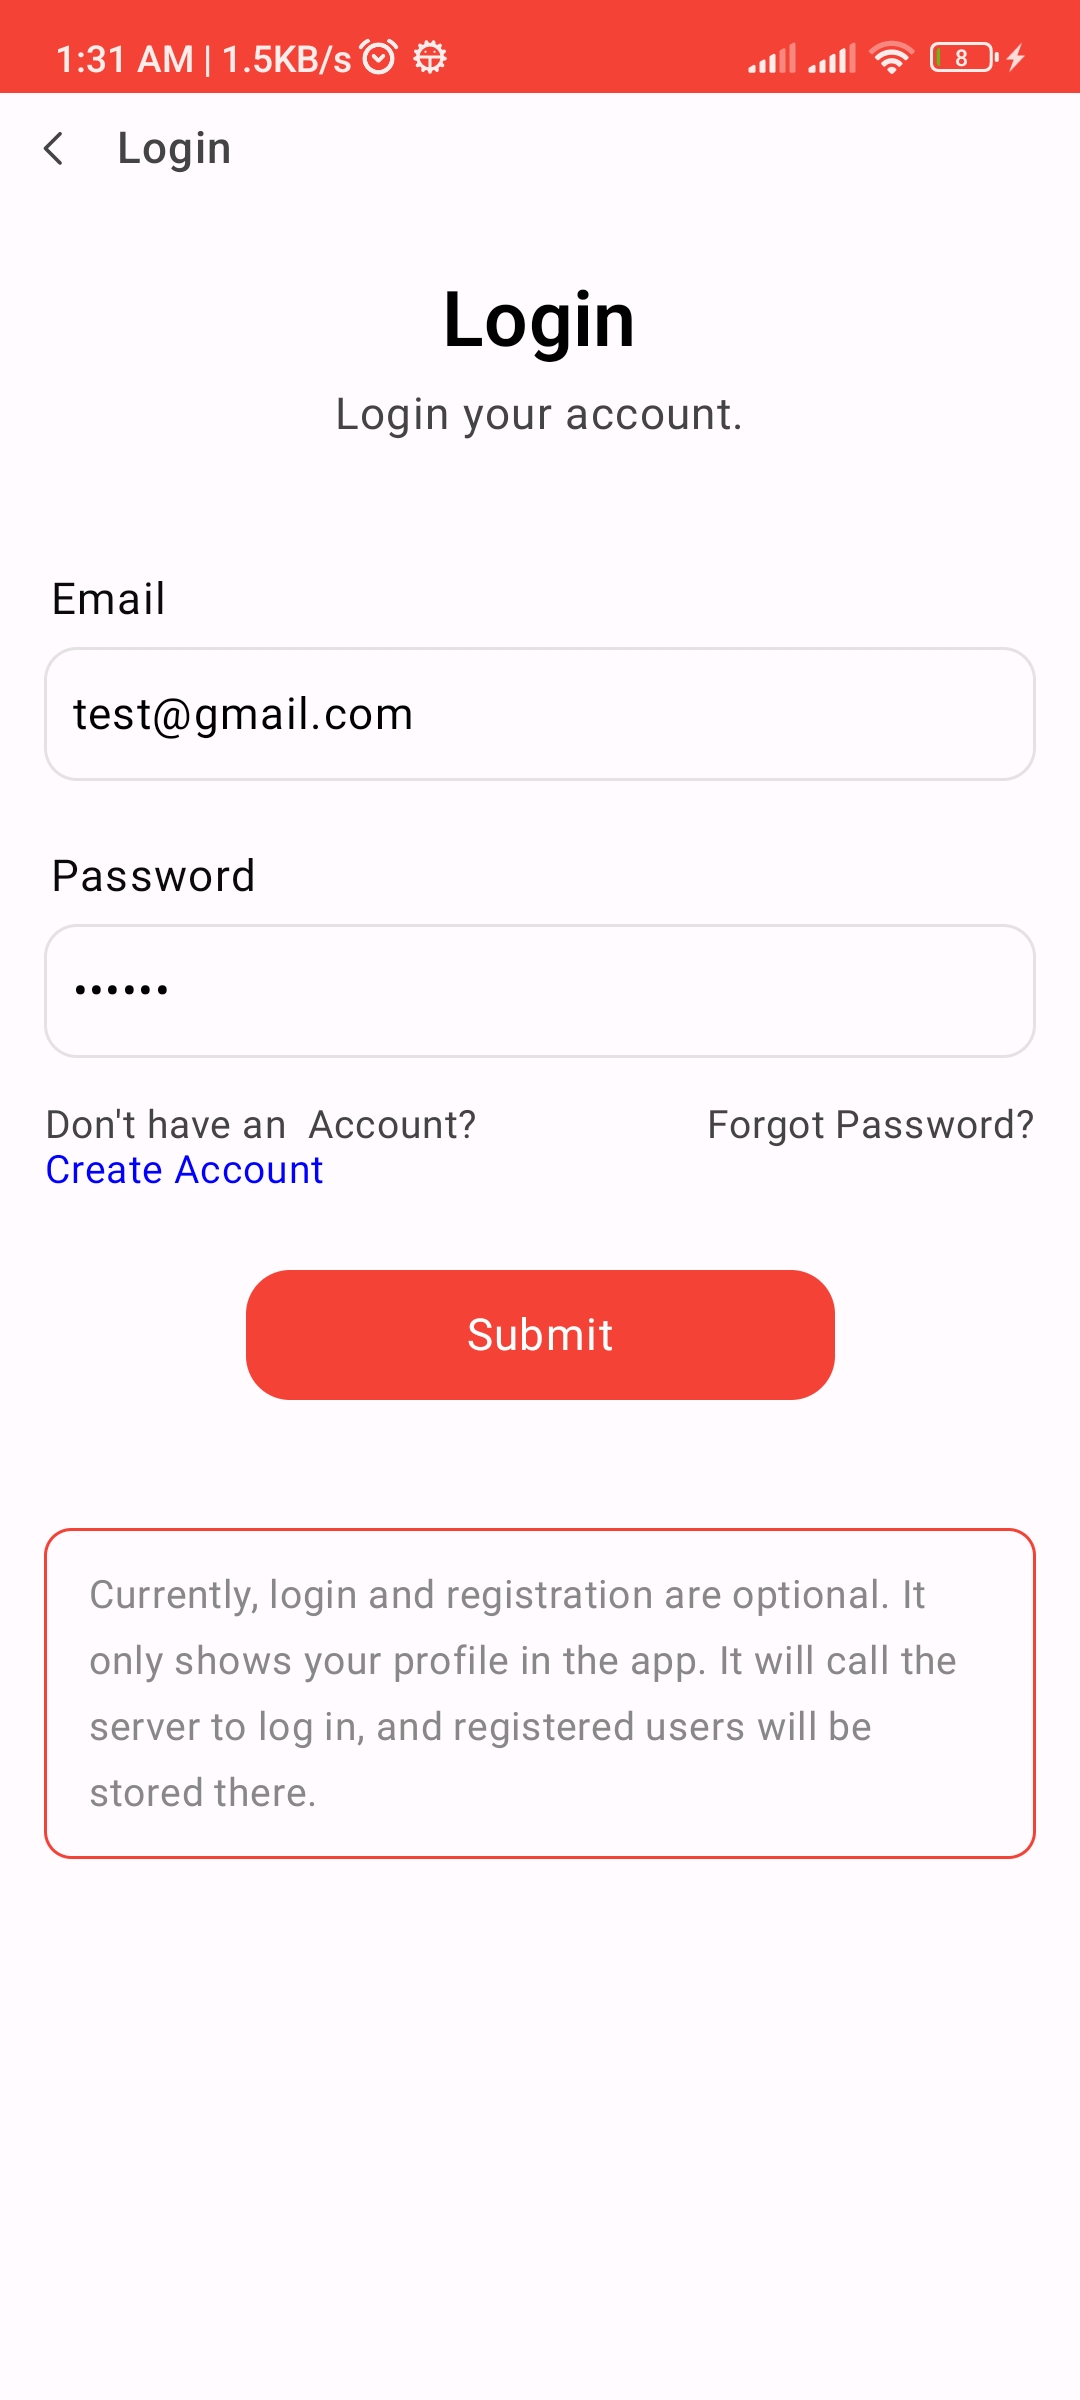 1:31 AM | 1.5KB/s
8
Login
Login
Login your account.
Email
test@gmail.com
Password
••••••
Don't have an  Account?
Forgot Password?
Create Account
Submit
Currently, login and registration are optional. It
only shows your profile in the app. It will call the
server to log in, and registered users will be
stored there.